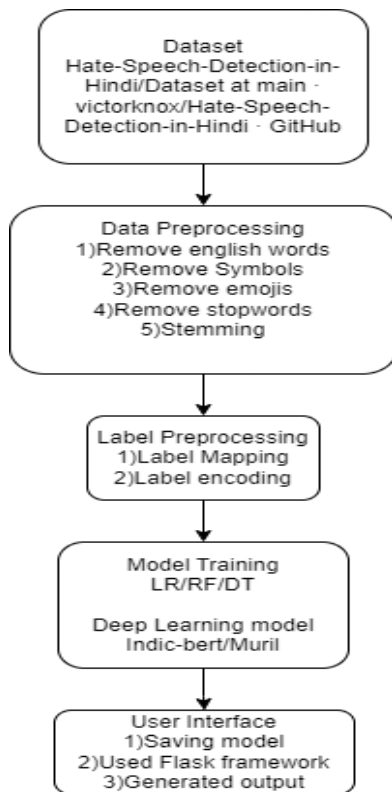 Dataset
Hate-Speech-Detection-in-
Hindi/Dataset at main ·
victorknox/Hate-Speech-
Detection-in-Hindi · GitHub
Data Preprocessing
1)Remove english words
2)Remove Symbols
3)Remove emojis
4)Remove stopwords
5)Stemming
Label Preprocessing
1)Label Mapping
2)Label encoding
Model Training
LR/RF/DT
Deep Learning model
Indic-bert/Muril
User Interface
1)Saving model
2)Used Flask framework
3)Generated output